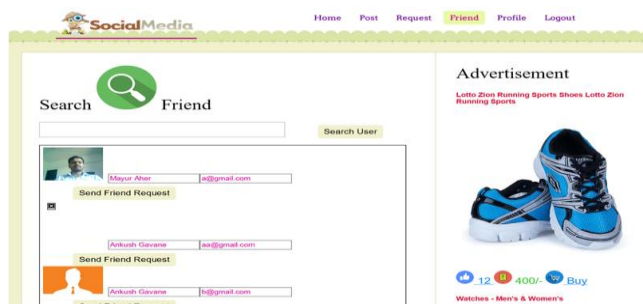 SocialMedia
Home Post Request Friend Profile Logout
Search Friend
Search User
Mayur Aher a@gmail.com
Send Friend Request
Ankush Gavane aa@gmail.com
Send Friend Request
Ankush Gavane b@gmail.com
Advertisement
Lotto Zion Running Sports Shoes Lotto Zion
Running Sports
12 400/- Buy
Watches - Men's & Women's